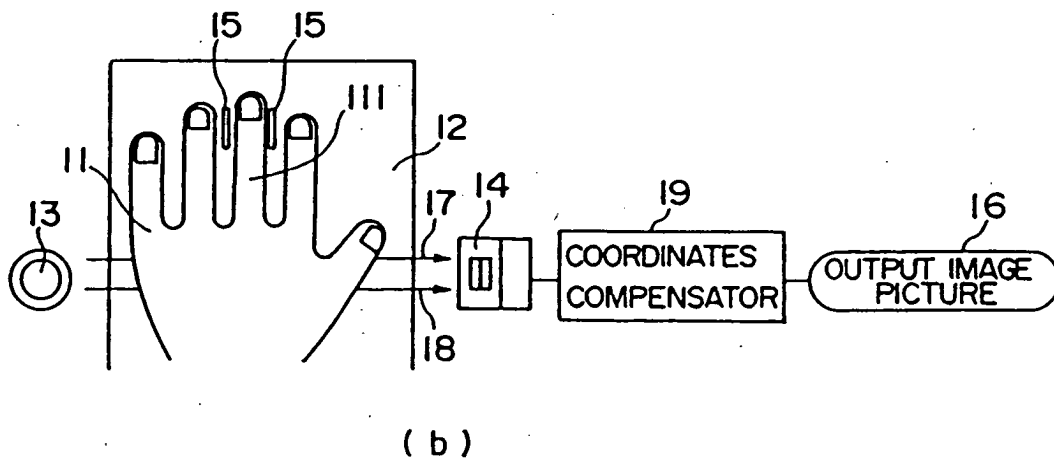 15 15
111
12
11
13
17
14
19
16
COORDINATES
COMPENSATOR
OUTPUT IMAGE
PICTURE
18
(b)